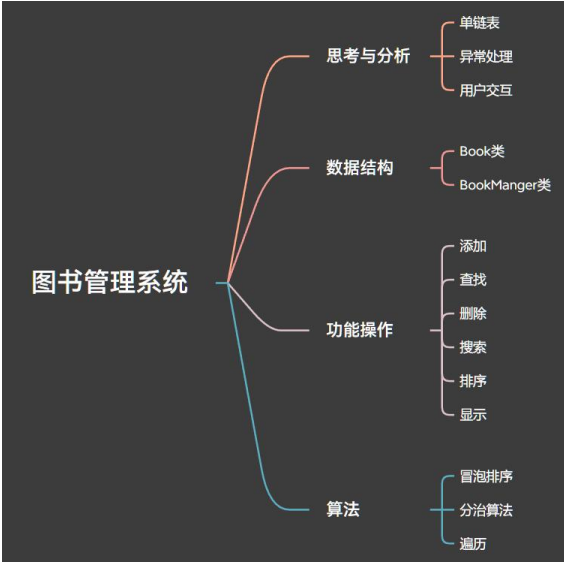 图书管理系统
思考与分析
单链表
异常处理
用户交互
数据结构
Book类
BookManger类
功能操作
添加
查找
删除
搜索
排序
显示
算法
冒泡排序
分治算法
遍历